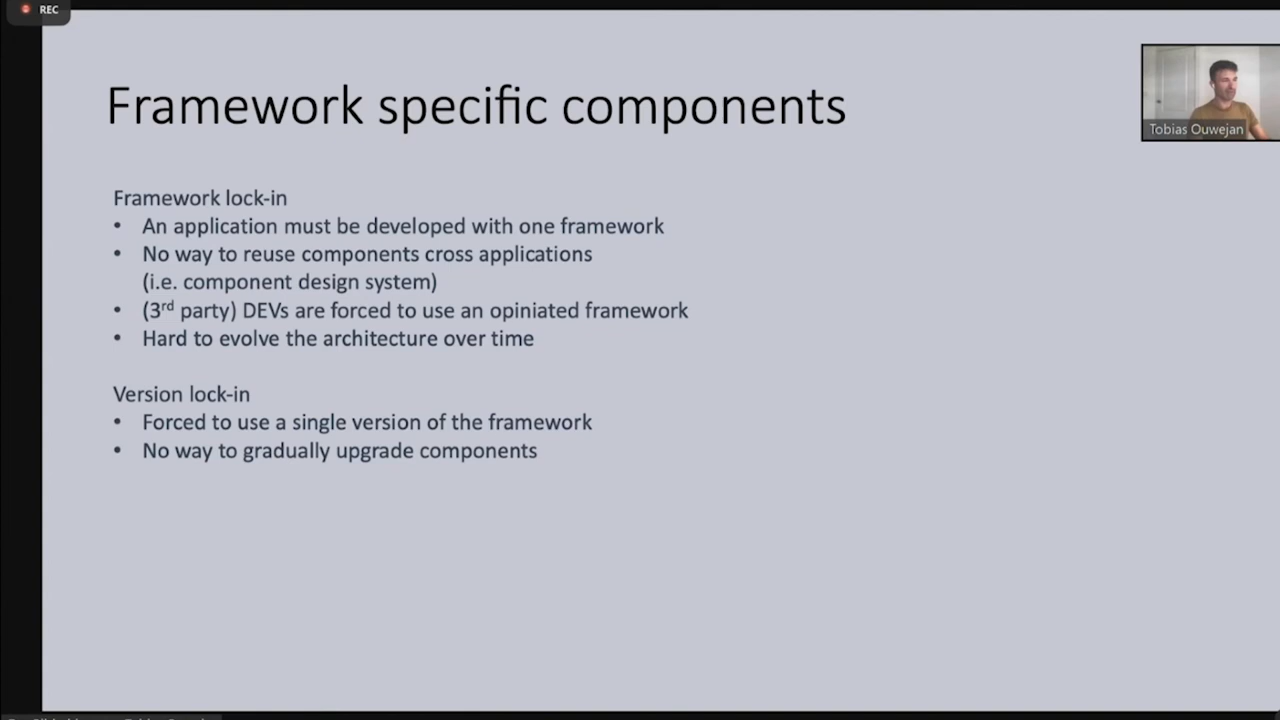 REC
Framework specific components
Tobias Ouwejan
Framework lock-in
• An application must be developed with one framework
• No way to reuse components cross applications
(i.e. component design system)
• (3rd party) DEVs are forced to use an opiniated framework
• Hard to evolve the architecture over time
Version lock-in
• Forced to use a single version of the framework
• No way to gradually upgrade components